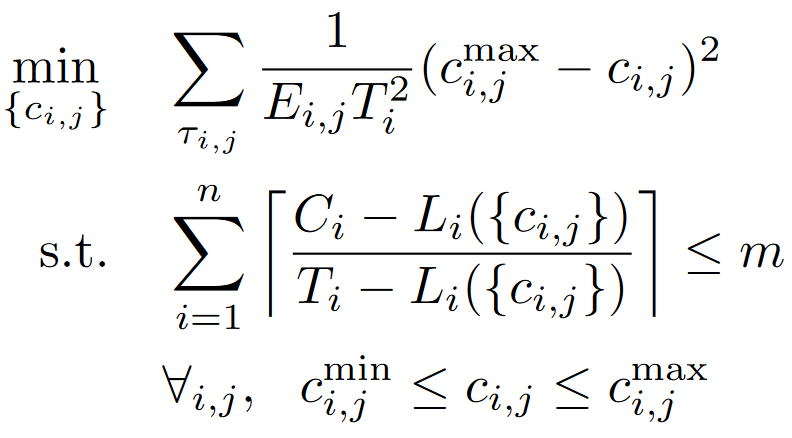 \min_{\{c_{i,j}\}} \sum_{\tau_{i,j}} \frac{1}{E_{i,j} T_i^2} (c_{i,j}^{\max} - c_{i,j})^2
s.t. \sum_{i=1}^{n} \left\lceil \frac{C_i - L_i(\{c_{i,j}\})}{T_i - L_i(\{c_{i,j}\})} \right\rceil \leq m
\forall_{i,j}, c_{i,j}^{\min} \leq c_{i,j} \leq c_{i,j}^{\max}